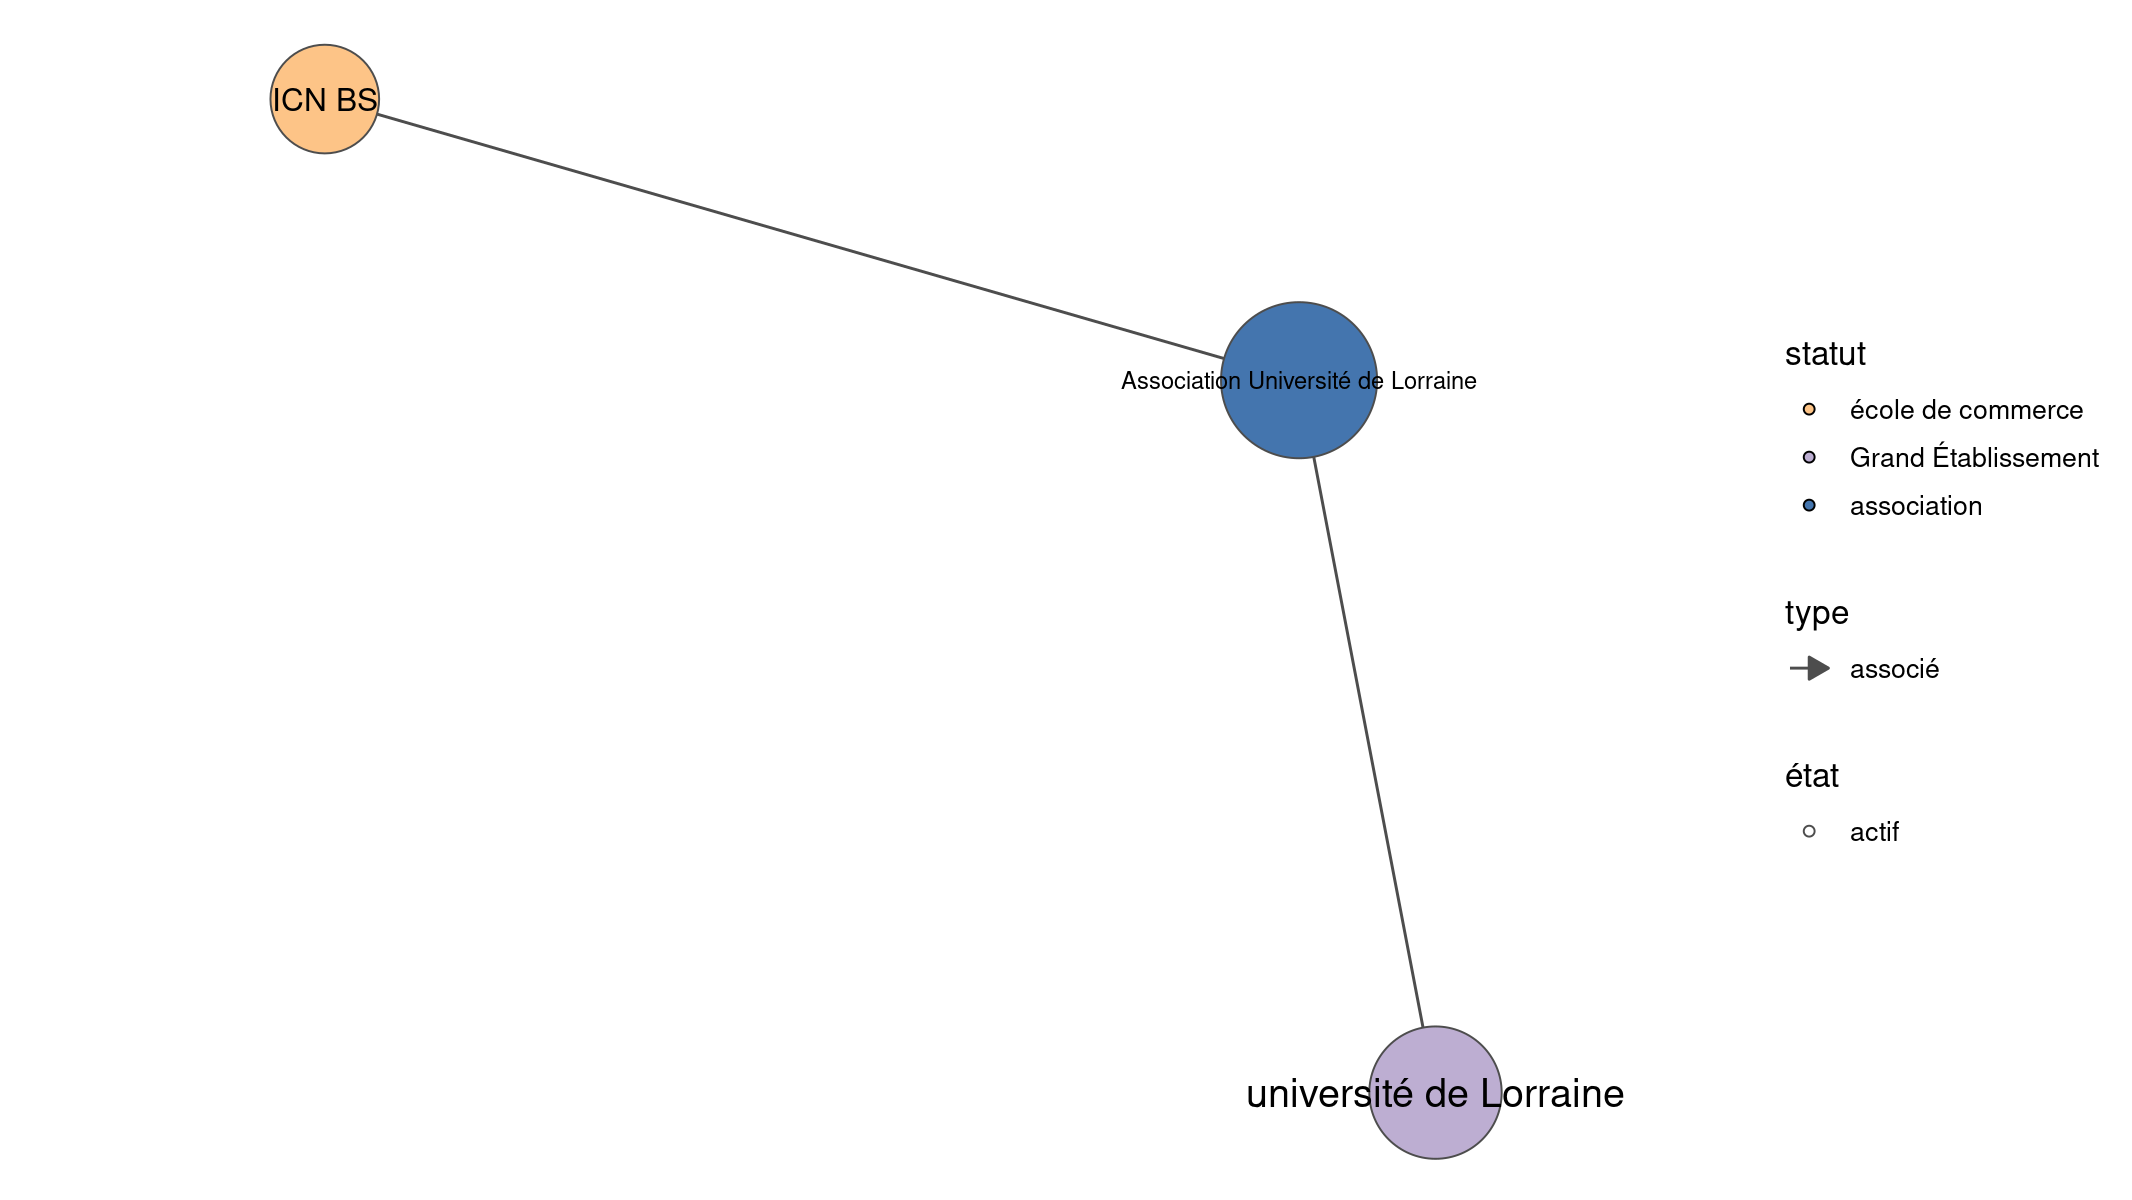 ICN BS
Association Université de Lorraine
université de Lorraine
statut
école de commerce
Grand Établissement
association
type
associé
état
actif